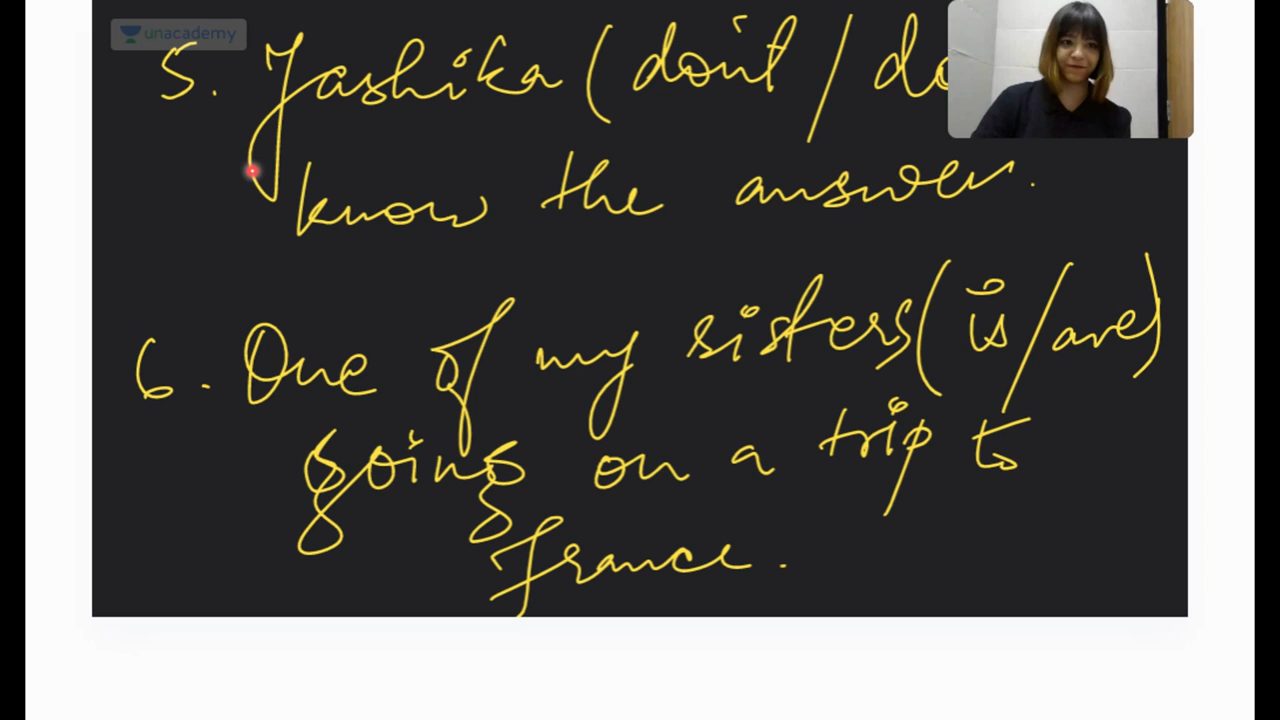 unacademy
5. Yashika (don't / do
know the answer.
6. One of my sisters (is/are)
going on a trip to
france.